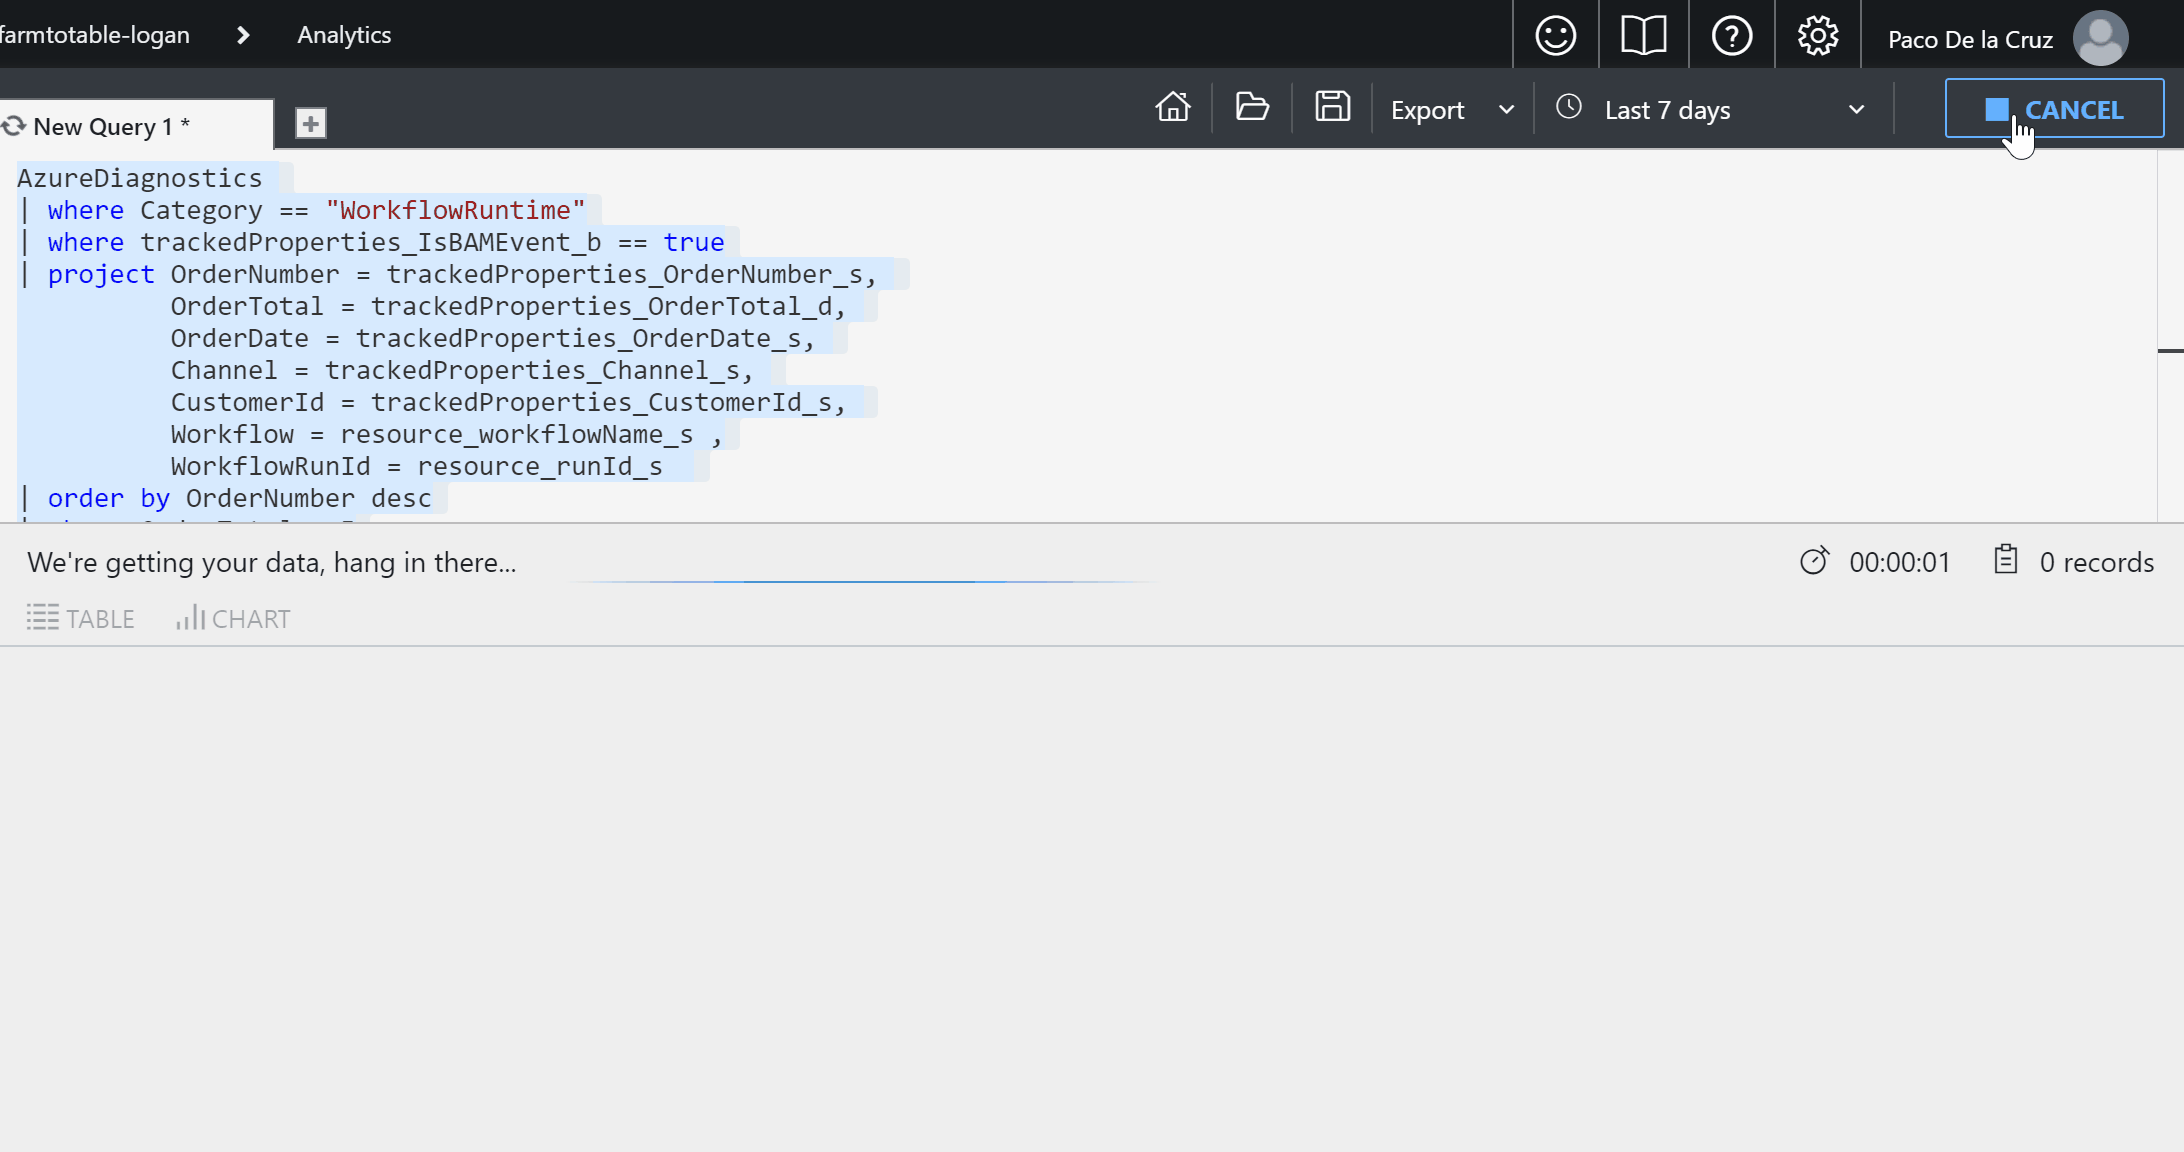 farmtotable-logan > Analytics Paco De la Cruz
New Query 1 * Export Last 7 days CANCEL
AzureDiagnostics
| where Category == "WorkflowRuntime"
| where trackedProperties_IsBAMEvent_b == true
| project OrderNumber = trackedProperties_OrderNumber_s,
OrderTotal = trackedProperties_OrderTotal_d,
OrderDate = trackedProperties_OrderDate_s,
Channel = trackedProperties_Channel_s,
CustomerId = trackedProperties_CustomerId_s,
Workflow = resource_workflowName_s ,
WorkflowRunId = resource_runId_s
| order by OrderNumber desc
We're getting your data, hang in there... 00:00:01 0 records
TABLE CHART